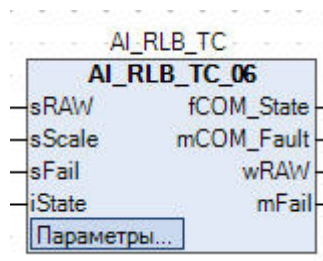 AI_RLB_TC
AI_RLB_TC_06
sRAW fCOM_State
sScale mCOM_Fault
sFail wRAW
iState mFail
Параметры...